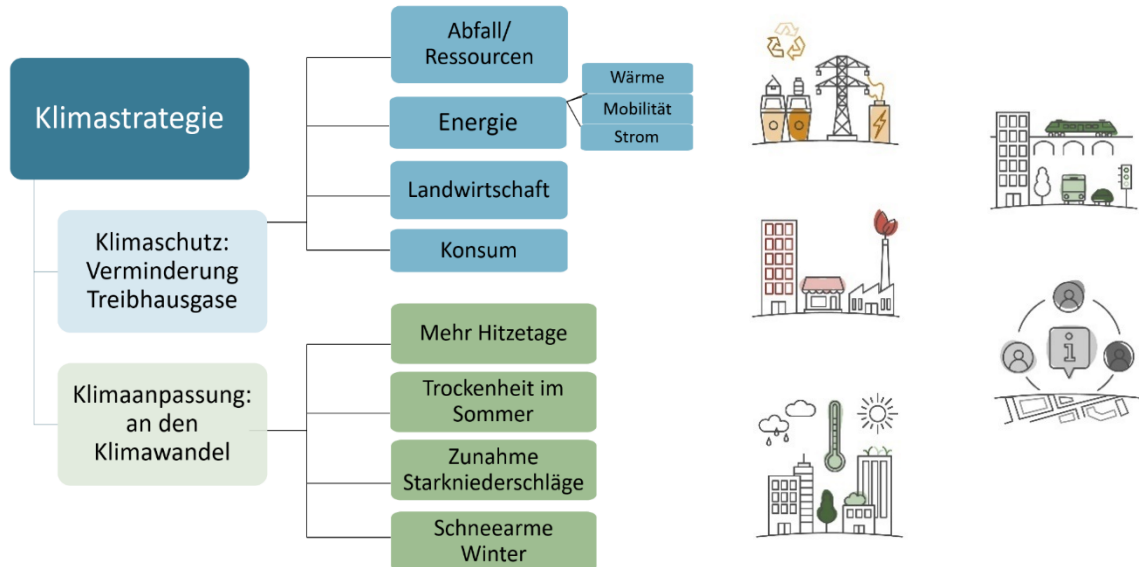 Klimastrategie
Klimaschutz:
Verminderung
Treibhausgase
Abfall/
Ressourcen
Energie
Wärme
Mobilität
Strom
Landwirtschaft
Konsum
Klimaanpassung:
an den
Klimawandel
Mehr Hitzetage
Trockenheit im
Sommer
Zunahme
Starkniederschläge
Schneearme
Winter
i